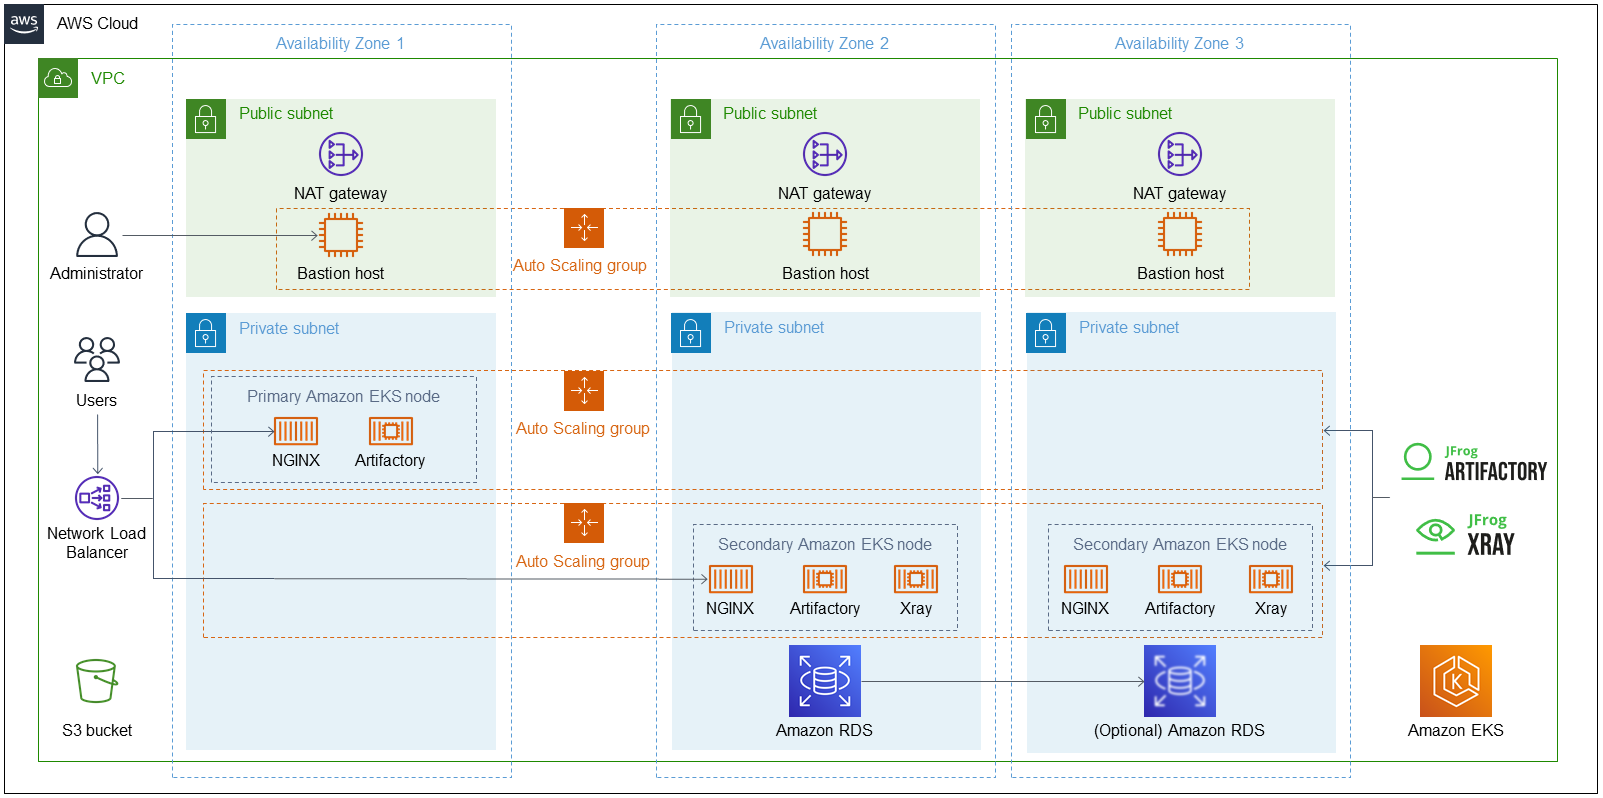 aws
AWS Cloud
Availability Zone 1
Availability Zone 2
Availability Zone 3
VPC
Public subnet
Public subnet
Public subnet
NAT gateway
NAT gateway
NAT gateway
Administrator
Bastion host
Auto Scaling group
Bastion host
Bastion host
Private subnet
Private subnet
Private subnet
Users
Primary Amazon EKS node
NGINX
Artifactory
Auto Scaling group
JFrog
ARTIFACTORY
Network Load
Balancer
JFrog
XRAY
Auto Scaling group
Secondary Amazon EKS node
NGINX
Artifactory
Xray
Secondary Amazon EKS node
NGINX
Artifactory
Xray
S3 bucket
Amazon RDS
(Optional) Amazon RDS
K
Amazon EKS